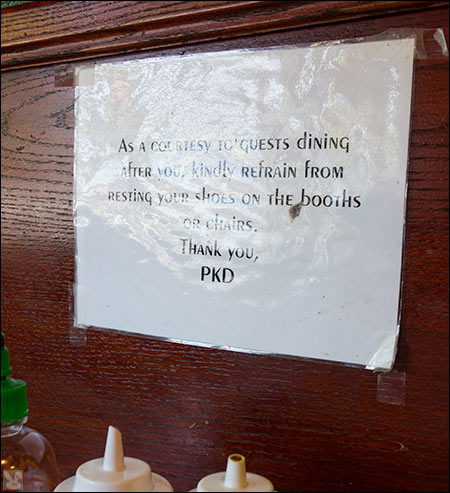 As a courtesy to guests dining
after you, kindly refrain from
resting your shoes on the booths
or chairs.
Thank you,
PKD